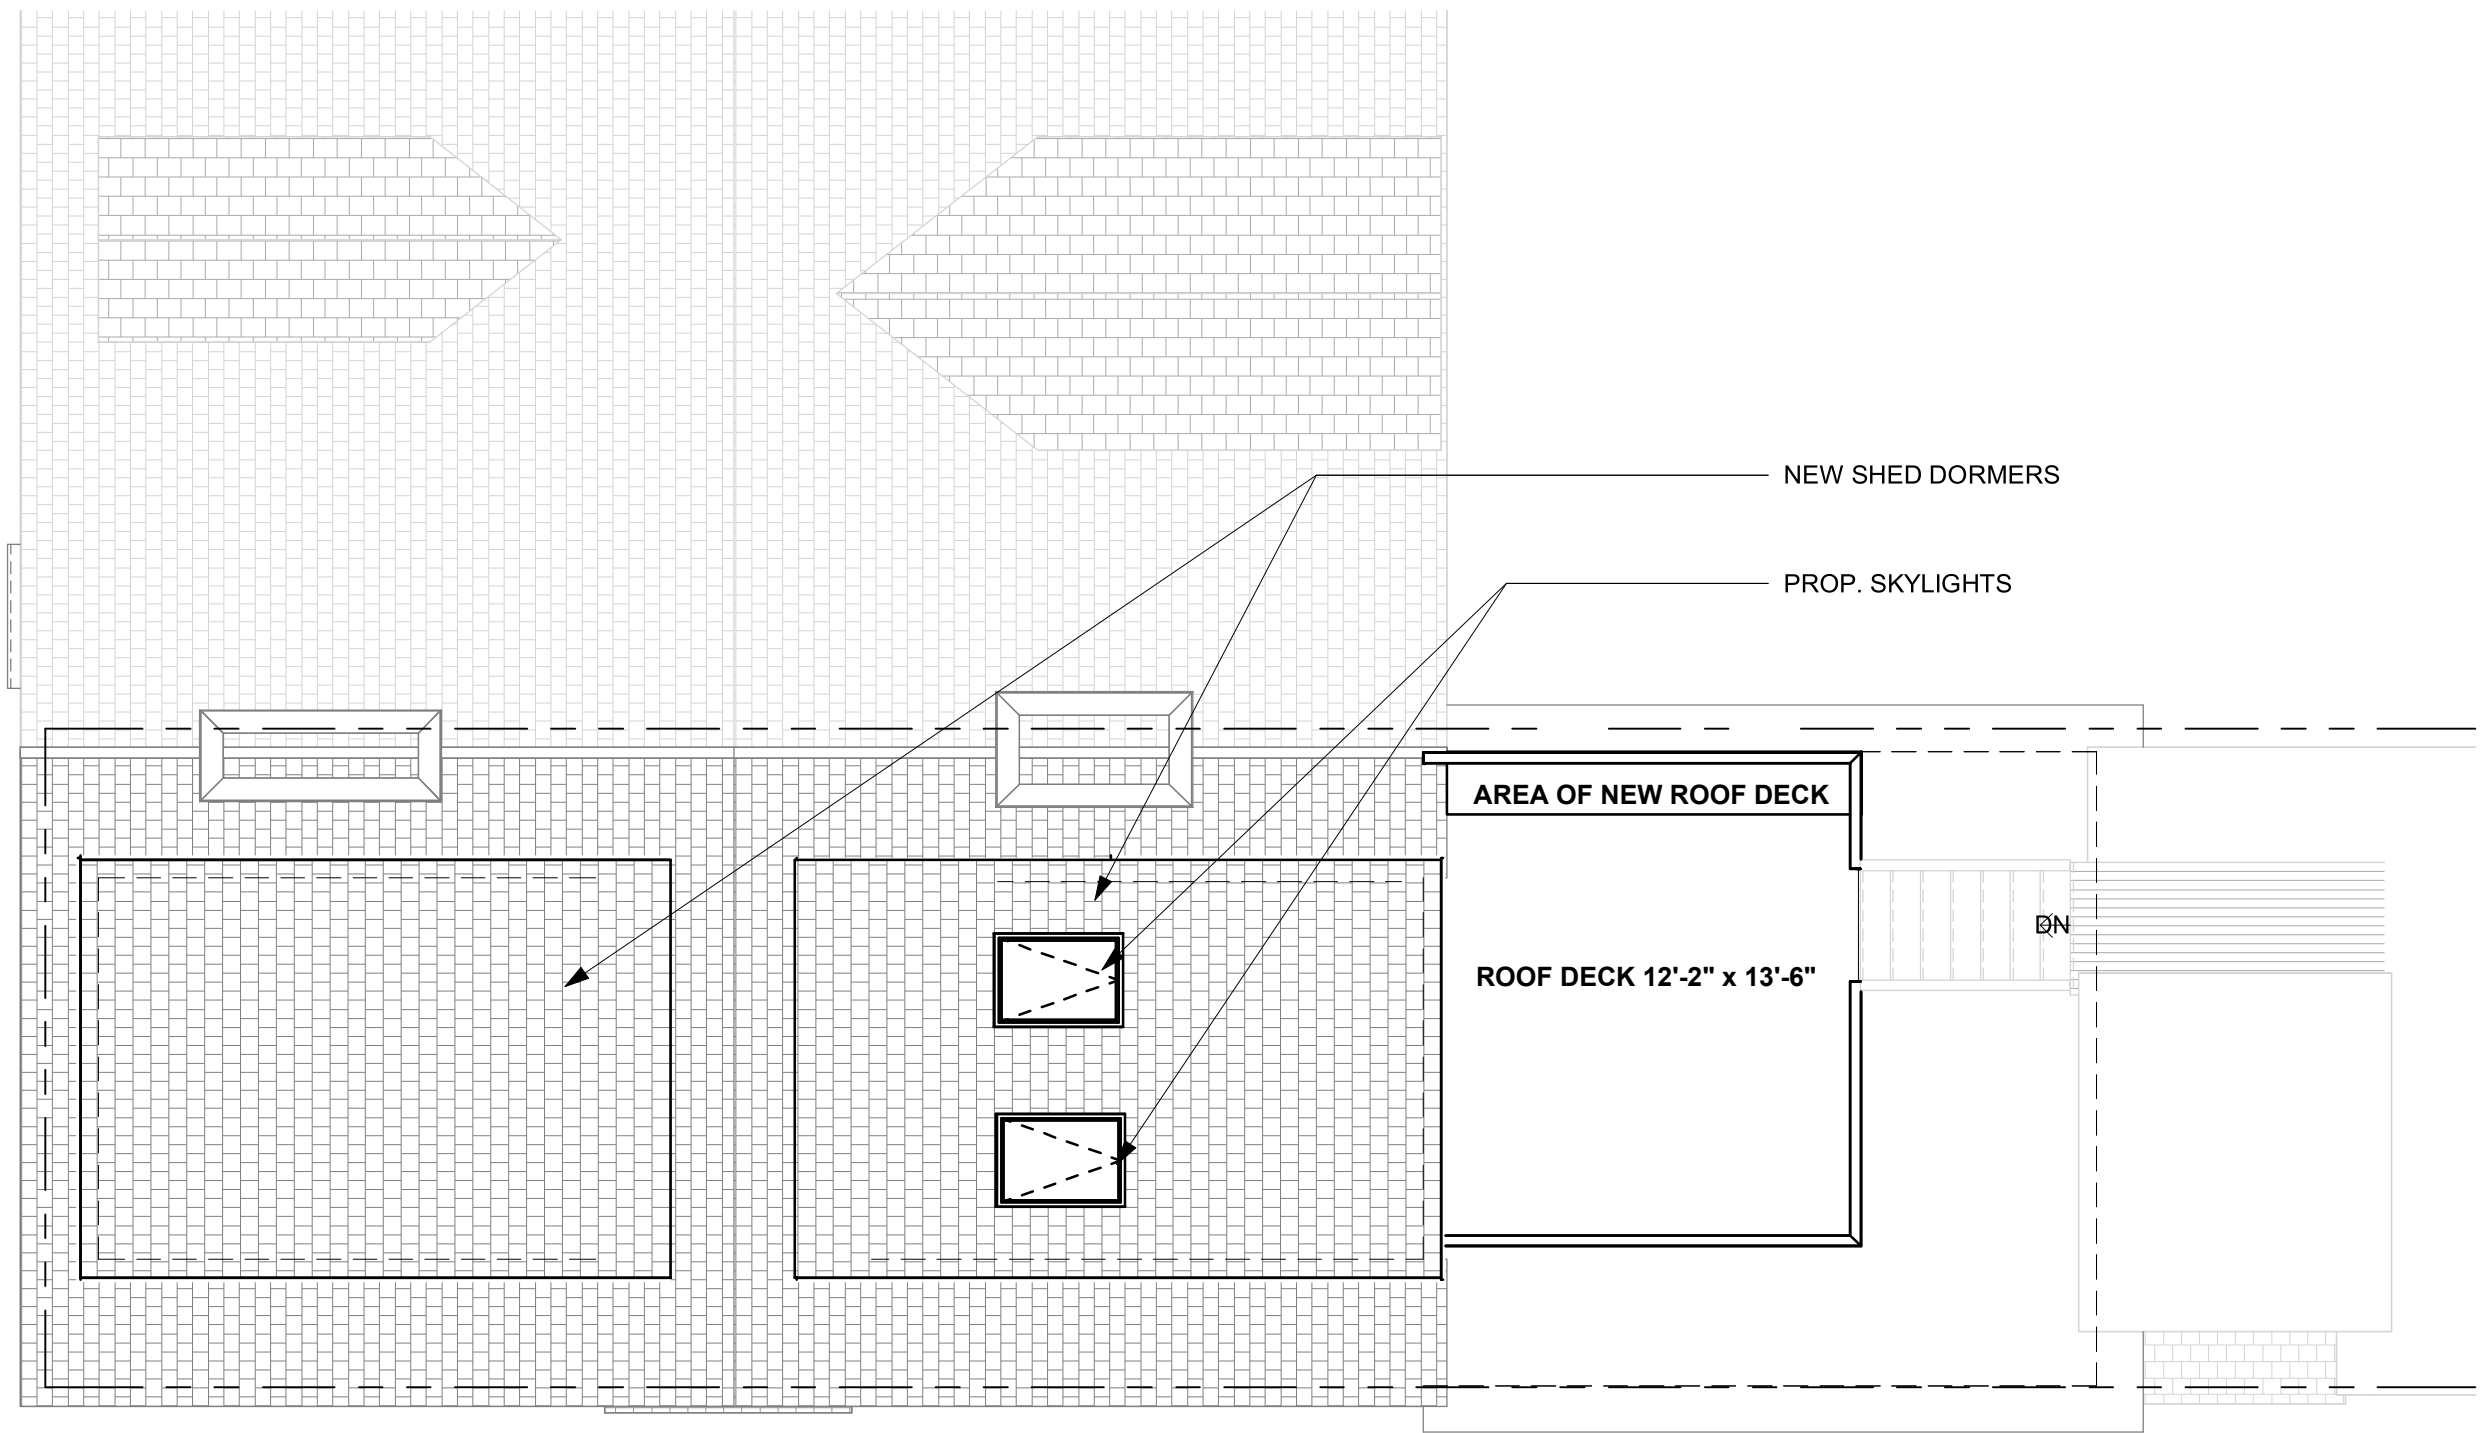 NEW SHED DORMERS
PROP. SKYLIGHTS
AREA OF NEW ROOF DECK
DN
ROOF DECK 12'-2" x 13'-6"